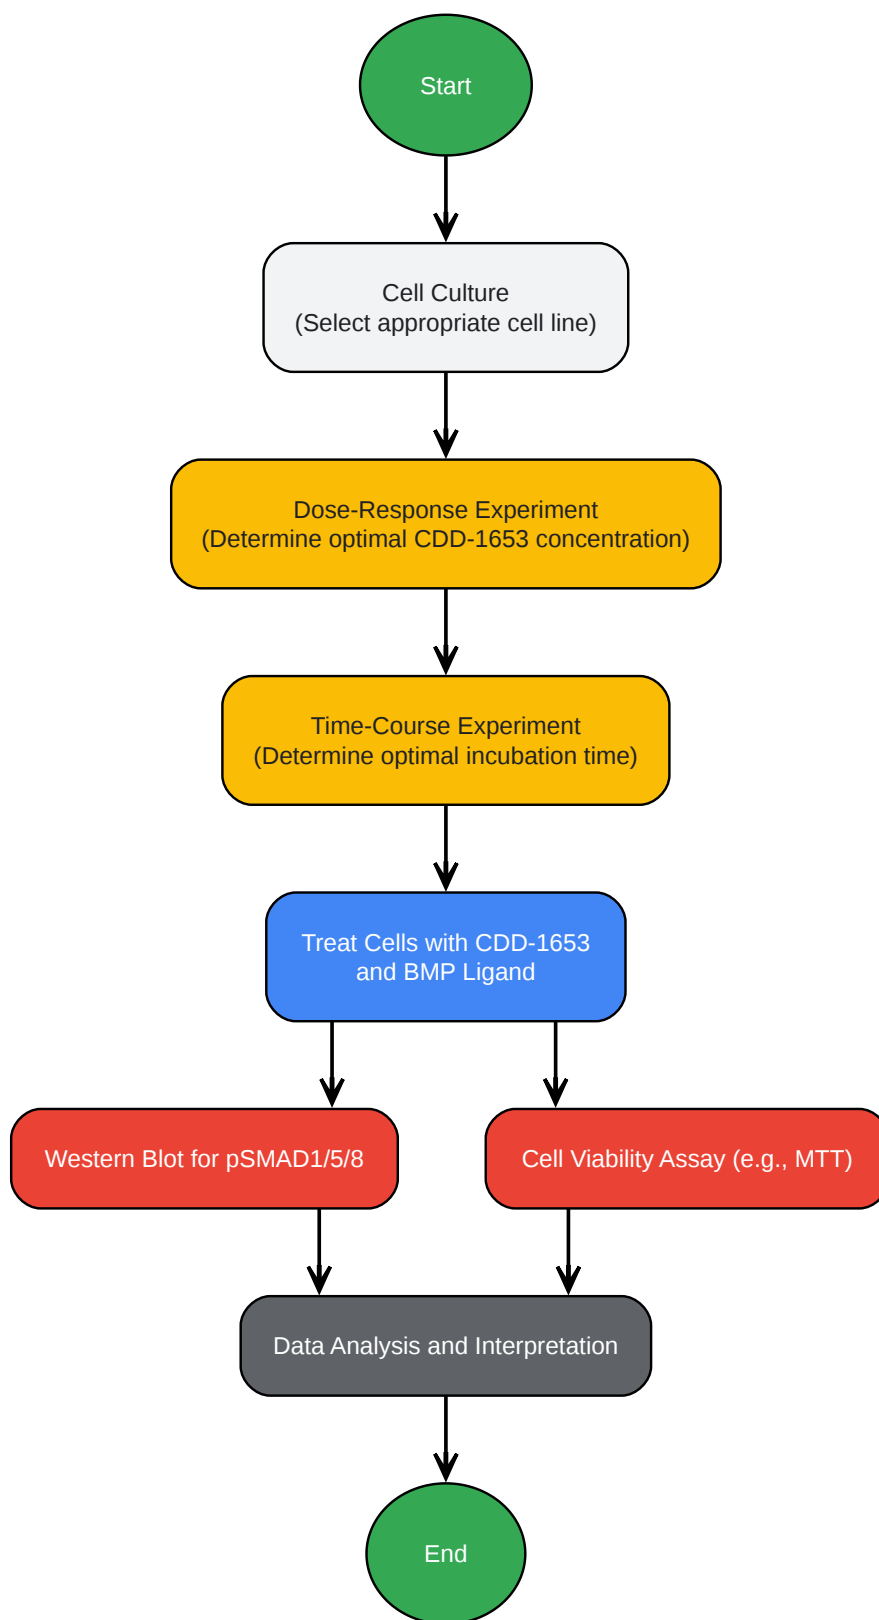 Start
Cell Culture
(Select appropriate cell line)
Dose-Response Experiment
(Determine optimal CDD-1653 concentration)
Time-Course Experiment
(Determine optimal incubation time)
Treat Cells with CDD-1653
and BMP Ligand
Western Blot for pSMAD1/5/8
Cell Viability Assay (e.g., MTT)
Data Analysis and Interpretation
End